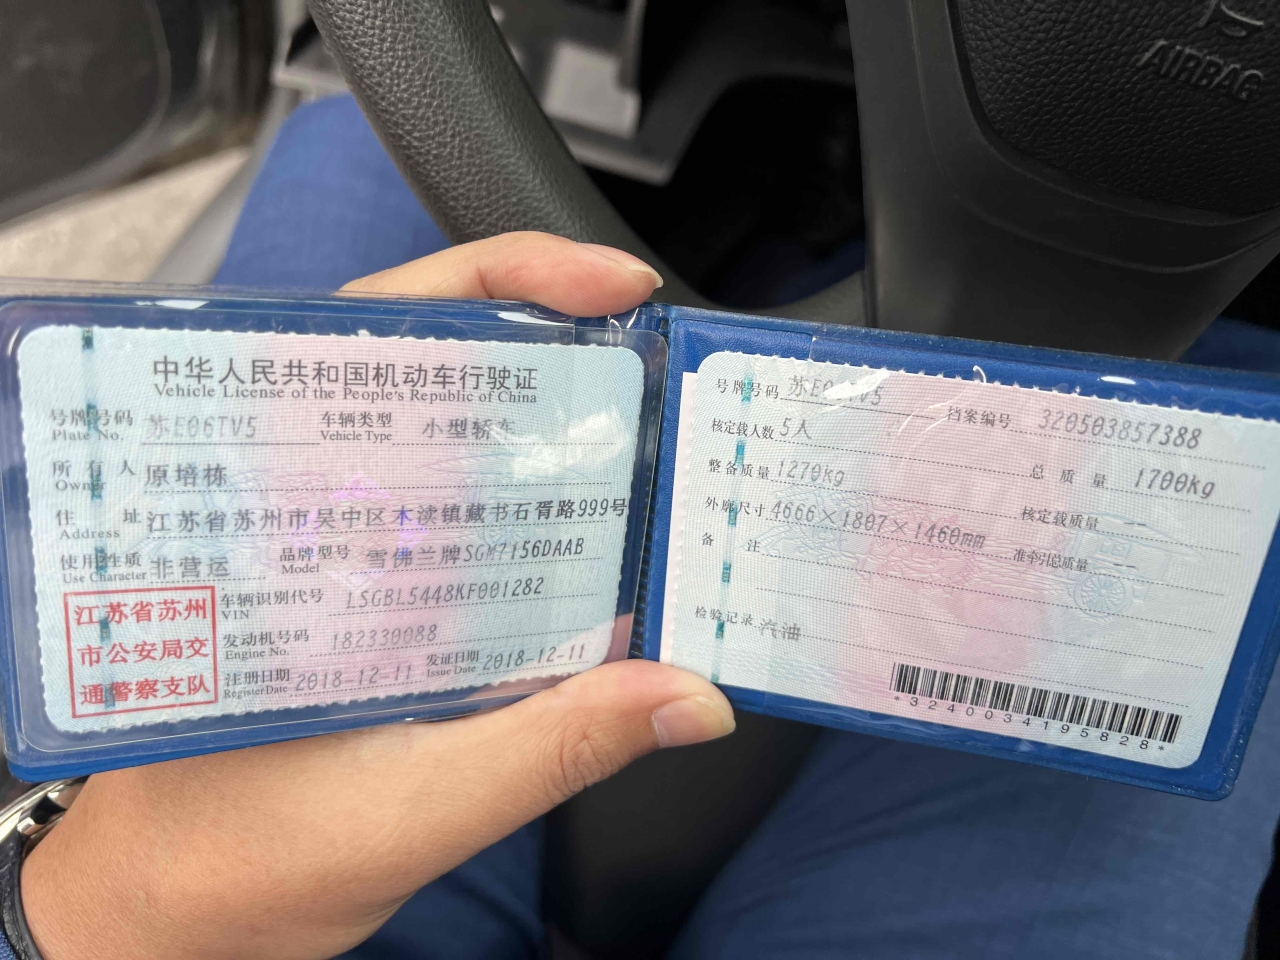 AIRBAG
中华人民共和国机动车行驶证
Vehicle License of the People's Republic of China
号牌号码 苏E06TV5 车辆类型 小型轿车
Plate No. Vehicle Type
所有人 原培栋
Owner
住址 江苏省苏州市吴中区木渎镇藏书石胥路999号
Address
使用性质 非营运 品牌型号 雪佛兰牌SGM7156DAAB
Use Character Model
江苏省苏州
市公安局交
通警察支队
车辆识别代号 LSGBL5448KF001282
VIN
发动机号码 182330088
Engine No.
注册日期 2018-12-11 发证日期 2018-12-11
Register Date Issue Date
号牌号码 档案编号 320503857388
核定载人数 5人 总质量 1700kg
整备质量 1270kg 核定载质量 --
外廓尺寸 4666×1807×1460mm 准牵引总质量 --
备注
检验记录 汽油
*3240034195828*